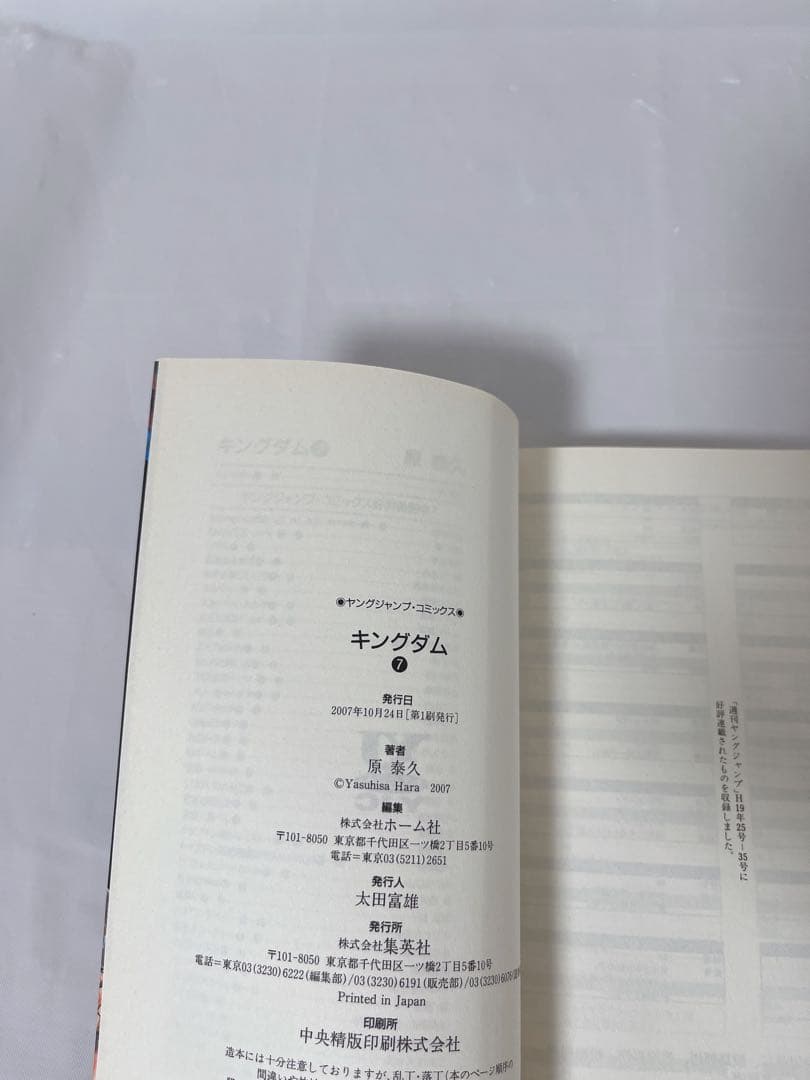 ◉ヤングジャンプ・コミックス◉
キングダム
❼
発行日
2007年10月24日[第1刷発行]
著者
原 泰久
©Yasuhisa Hara 2007
編集
株式会社ホーム社
〒101-8050 東京都千代田区一ツ橋2丁目5番10号
電話=東京03(5211)2651
発行人
太田富雄
発行所
株式会社集英社
〒101-8050 東京都千代田区一ツ橋2丁目5番10号
電話=東京03(3230)6222(編集部)/03(3230)6191(販売部)/03(3230)6076
Printed in Japan
印刷所
中央精版印刷株式会社
造本には十分注意しておりますが、乱丁・落丁(本のページ順序の
「週刊ヤングジャンプ」H19年25号−35号に
好評連載されたものを収録しました。